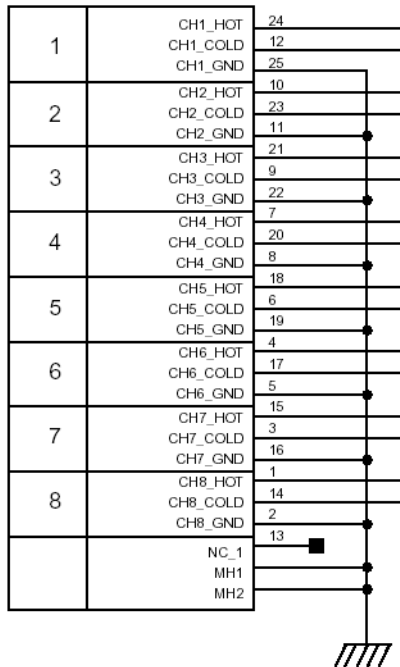 1
CH1_HOT 24
CH1_COLD 12
CH1_GND 25
2
CH2_HOT 10
CH2_COLD 23
CH2_GND 11
3
CH3_HOT 21
CH3_COLD 9
CH3_GND 22
4
CH4_HOT 7
CH4_COLD 20
CH4_GND 8
5
CH5_HOT 18
CH5_COLD 6
CH5_GND 19
6
CH6_HOT 4
CH6_COLD 17
CH6_GND 5
7
CH7_HOT 15
CH7_COLD 3
CH7_GND 16
8
CH8_HOT 1
CH8_COLD 14
CH8_GND 2
NC_1 13
MH1
MH2